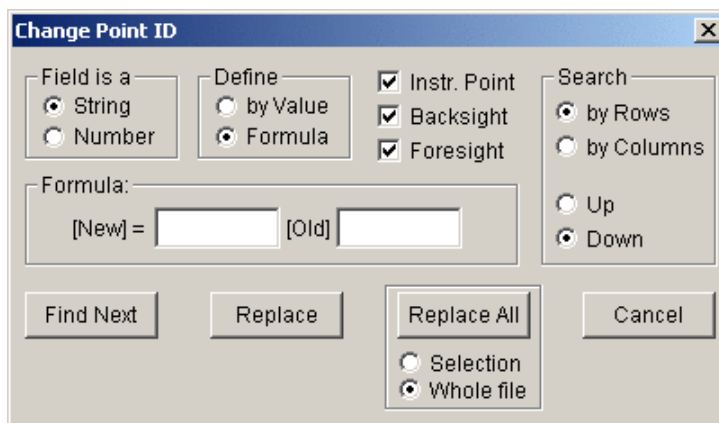 Change Point ID
Field is a
String
Number
Define
by Value
Formula
Instr. Point
Backsight
Foresight
Search
by Rows
by Columns
Up
Down
Formula:
[New] = [Old]
Find Next
Replace
Replace All
Selection
Whole file
Cancel